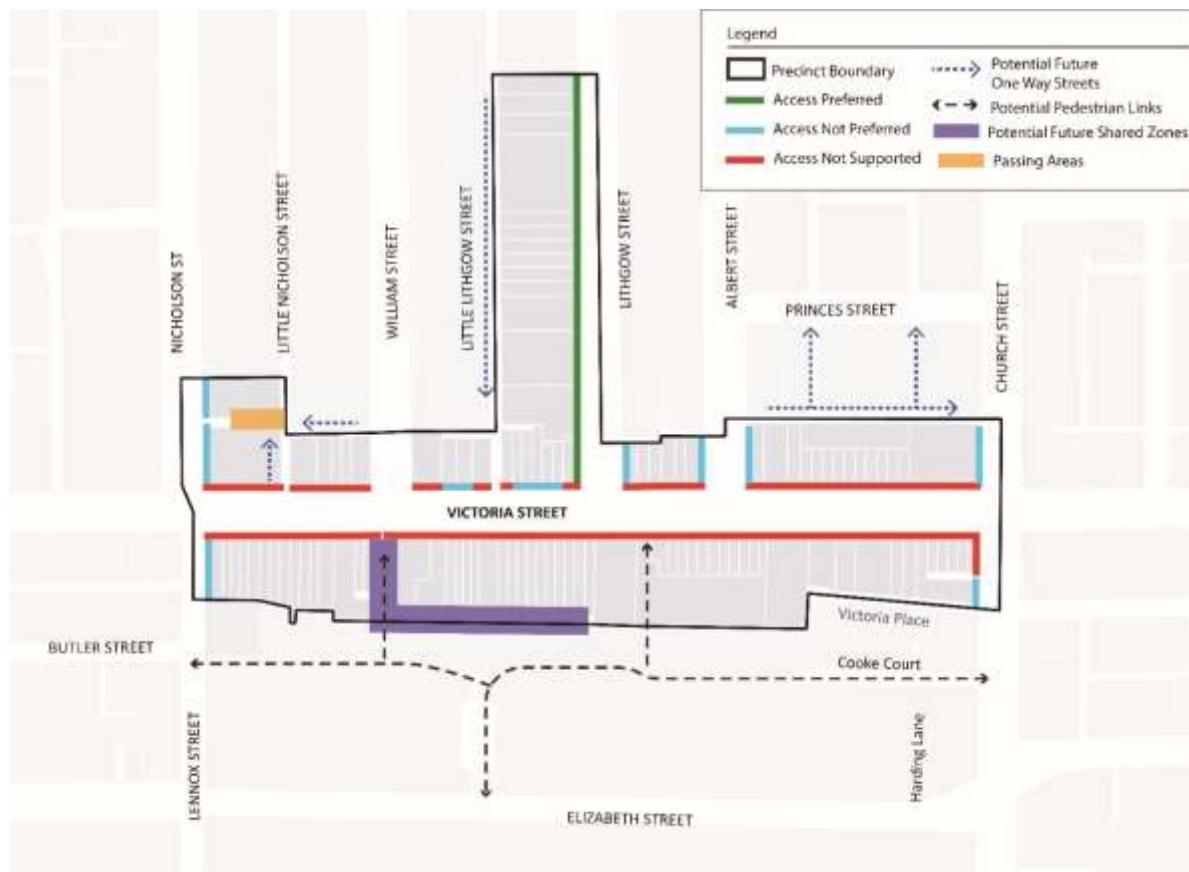 Legend
Precinct Boundary
Access Preferred
Access Not Preferred
Access Not Supported
Potential Future
One Way Streets
Potential Pedestrian Links
Potential Future Shared Zones
Passing Areas
NICHOLSON ST
LITTLE NICHOLSON STREET
WILLIAM STREET
LITTLE LITHGOW STREET
LITHGOW STREET
ALBERT STREET
PRINCES STREET
CHURCH STREET
VICTORIA STREET
Victoria Place
BUTLER STREET
Cooke Court
LENNOX STREET
Harding Lane
ELIZABETH STREET